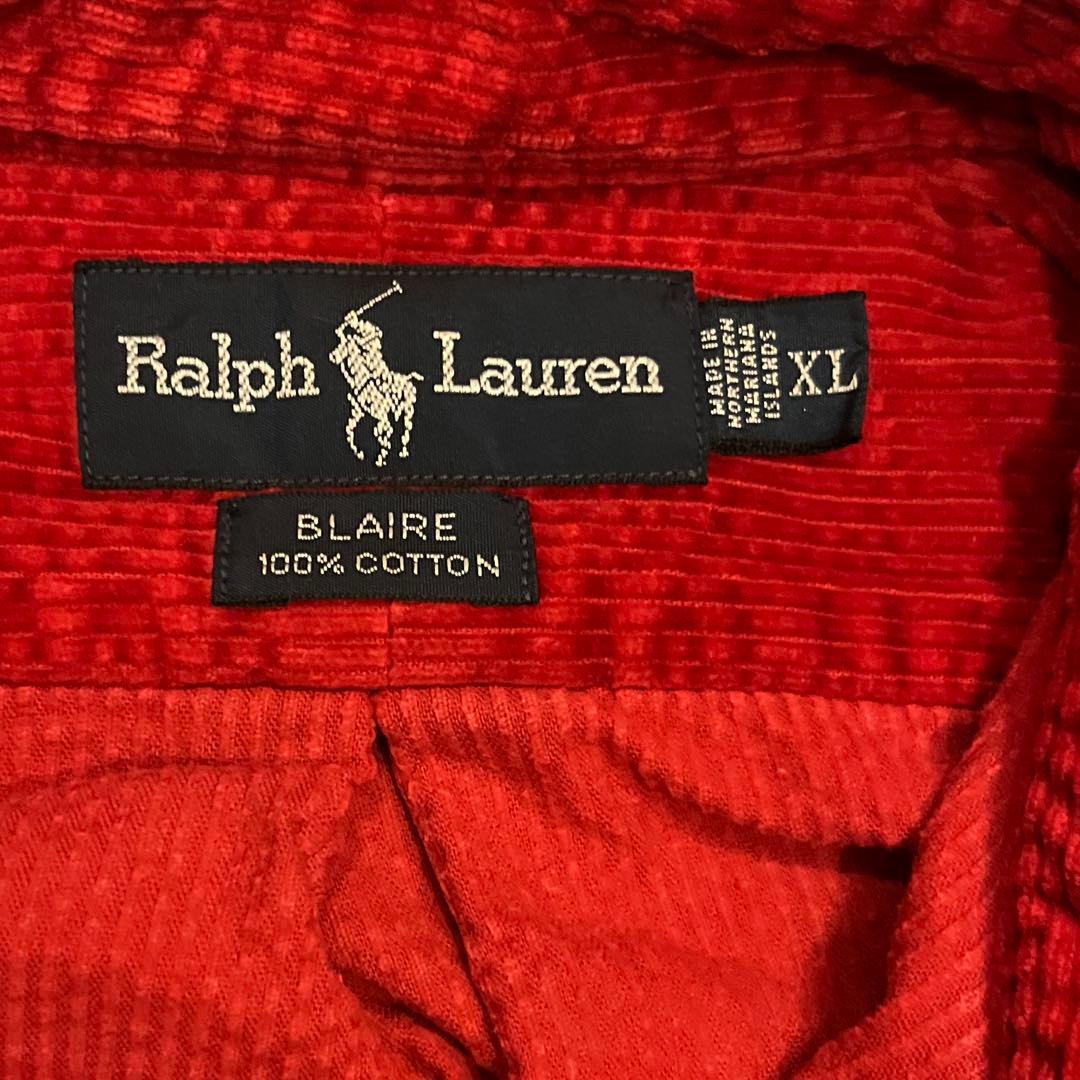 Ralph Lauren
MADE IN
NORTHERN
MARIANA
ISLANDS
XL
BLAIRE
100% COTTON